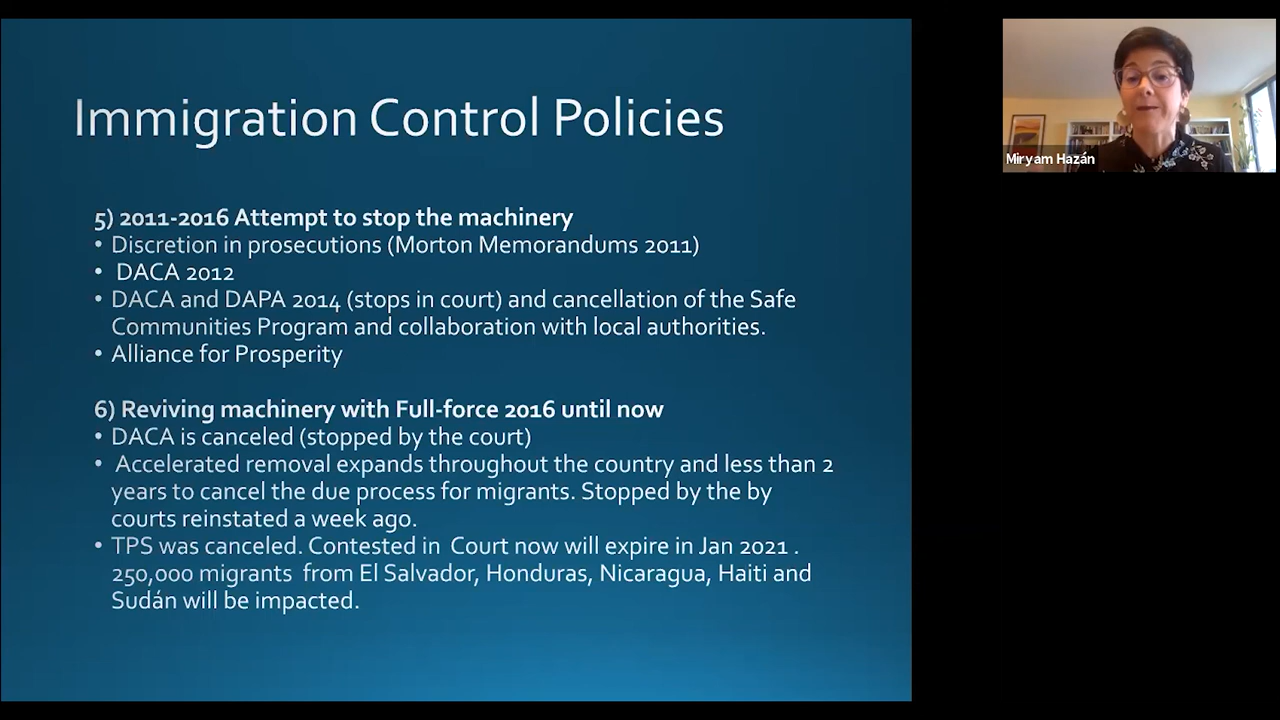 Immigration Control Policies
5) 2011-2016 Attempt to stop the machinery
• Discretion in prosecutions (Morton Memorandums 2011)
• DACA 2012
• DACA and DAPA 2014 (stops in court) and cancellation of the Safe
Communities Program and collaboration with local authorities.
• Alliance for Prosperity
6) Reviving machinery with Full-force 2016 until now
• DACA is canceled (stopped by the court)
• Accelerated removal expands throughout the country and less than 2
years to cancel the due process for migrants. Stopped by the by
courts reinstated a week ago.
• TPS was canceled. Contested in Court now will expire in Jan 2021 .
250,000 migrants from El Salvador, Honduras, Nicaragua, Haiti and
Sudán will be impacted.
Miryam Hazán